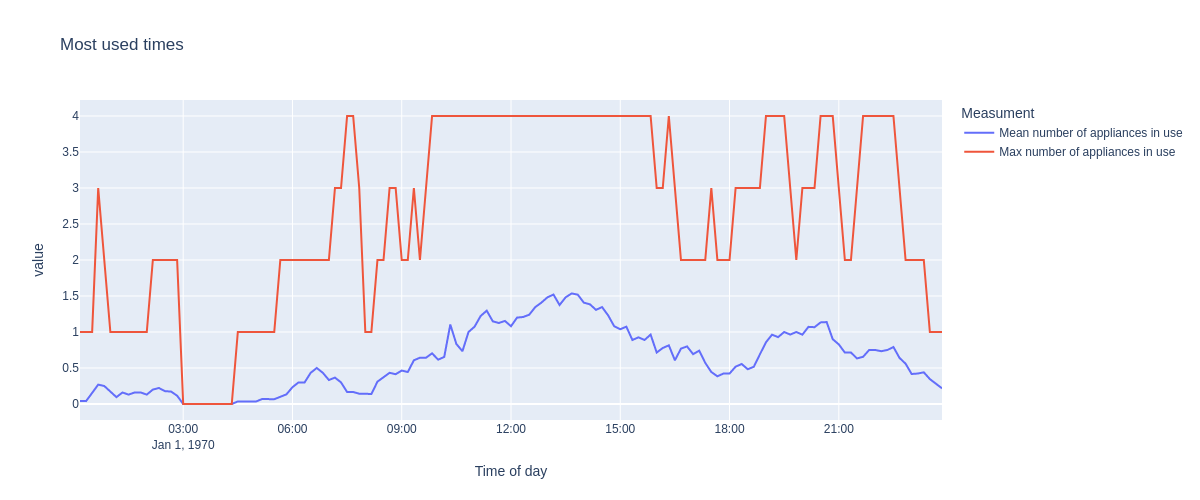 Most used times
Measument
Mean number of appliances in use
Max number of appliances in use
value
4
3.5
3
2.5
2
1.5
1
0.5
0
03:00 06:00 09:00 12:00 15:00 18:00 21:00
Jan 1, 1970
Time of day